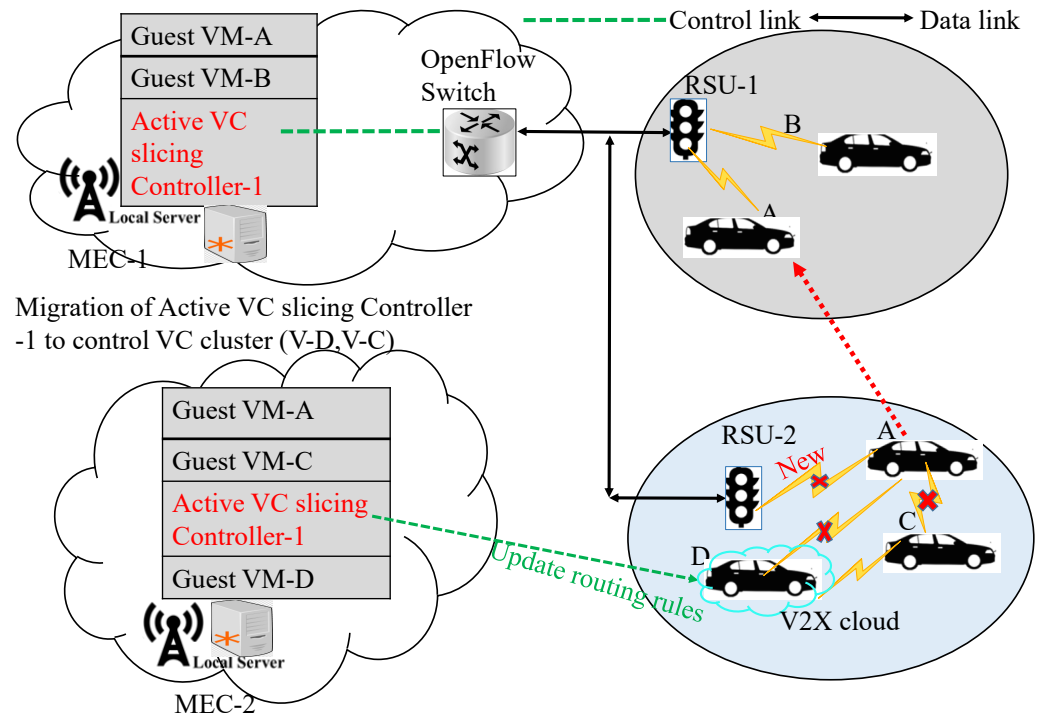 Guest VM-A
Guest VM-B
Active VC
slicing
Controller-1
Local Server
MEC-1
OpenFlow
Switch
Control link
Data link
RSU-1
B
A
Migration of Active VC slicing Controller
-1 to control VC cluster (V-D,V-C)
Guest VM-A
Guest VM-C
Active VC slicing
Controller-1
Guest VM-D
Local Server
MEC-2
Update routing rules
RSU-2
New
A
C
D
V2X cloud